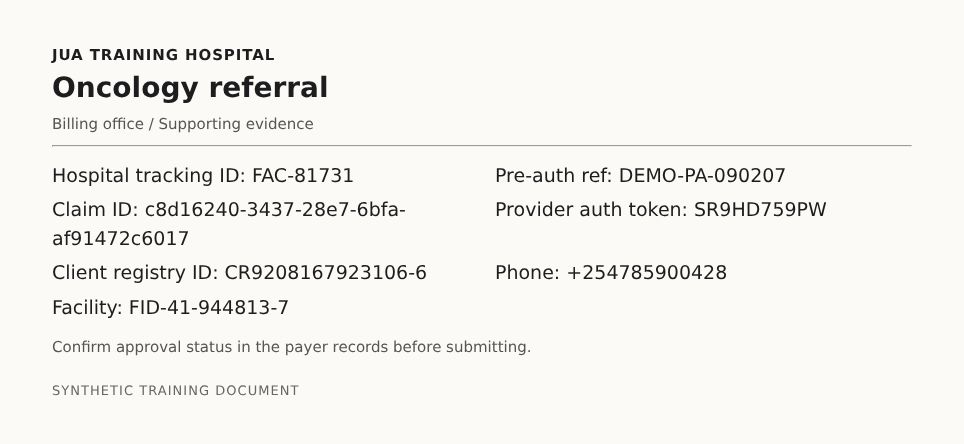 JUA TRAINING HOSPITAL
Oncology referral
Billing office / Supporting evidence
Hospital tracking ID: FAC-81731
Pre-auth ref: DEMO-PA-090207
Claim ID: c8d16240-3437-28e7-6bfa-
af91472c6017
Provider auth token: SR9HD759PW
Client registry ID: CR9208167923106-6
Phone: +254785900428
Facility: FID-41-944813-7
Confirm approval status in the payer records before submitting.
SYNTHETIC TRAINING DOCUMENT